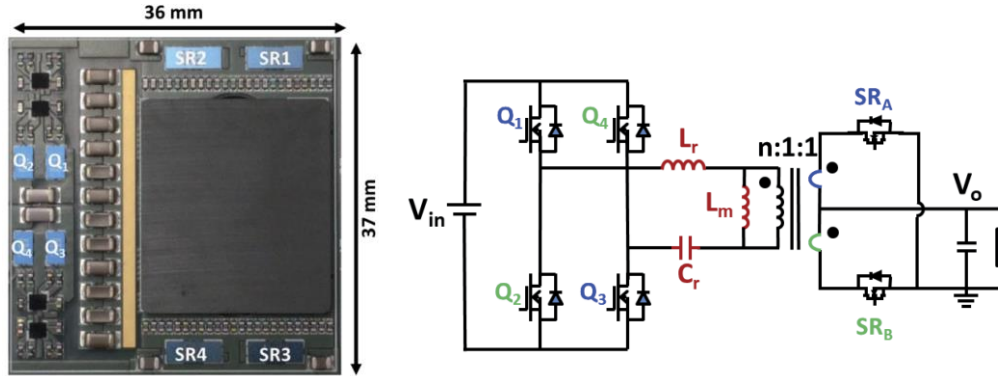 36 mm
SR2 SR1
Q2 Q1
Q4 Q3
SR4 SR3
37 mm
Vin
Q1 Q4
Q2 Q3
Lr
Lm
Cr
n:1:1
SRA
SRB
Vo